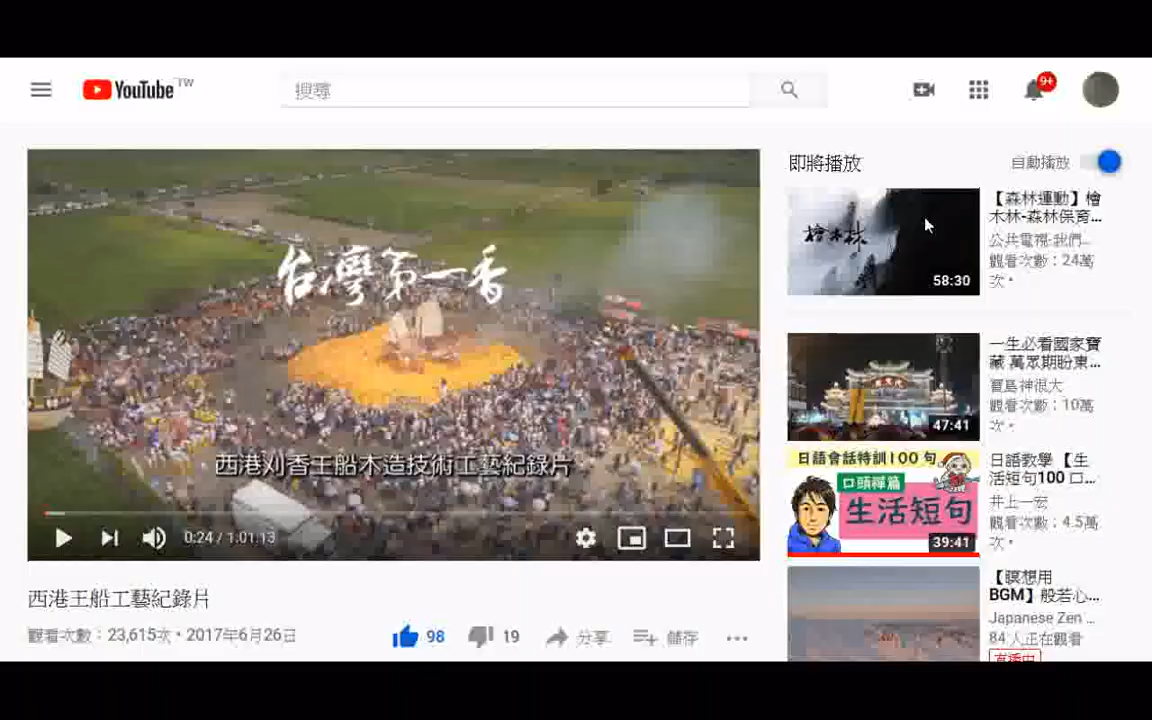 YouTube TW
搜尋
9+
台灣第一香
西港刈香王船木造技術工藝紀錄片
0:24 / 1:01:13
西港王船工藝紀錄片
觀看次數：23,615次 • 2017年6月26日
98
19
分享
儲存
即將播放
自動播放
檜木林
58:30
【森林運動】檜
木林-森林保育...
公共電視-我們...
觀看次數：24萬
次 •
47:41
一生必看國家寶
藏 萬眾期盼東...
寶島神很大
觀看次數：10萬
次 •
日語會話特訓100句
口頭禪篇
生活短句
39:41
日語教學 【生
活短句100 口...
井上一宏
觀看次數：4.5萬
次 •
【瞑想用
BGM】般若心...
Japanese Zen ...
84 人正在觀看
直播中